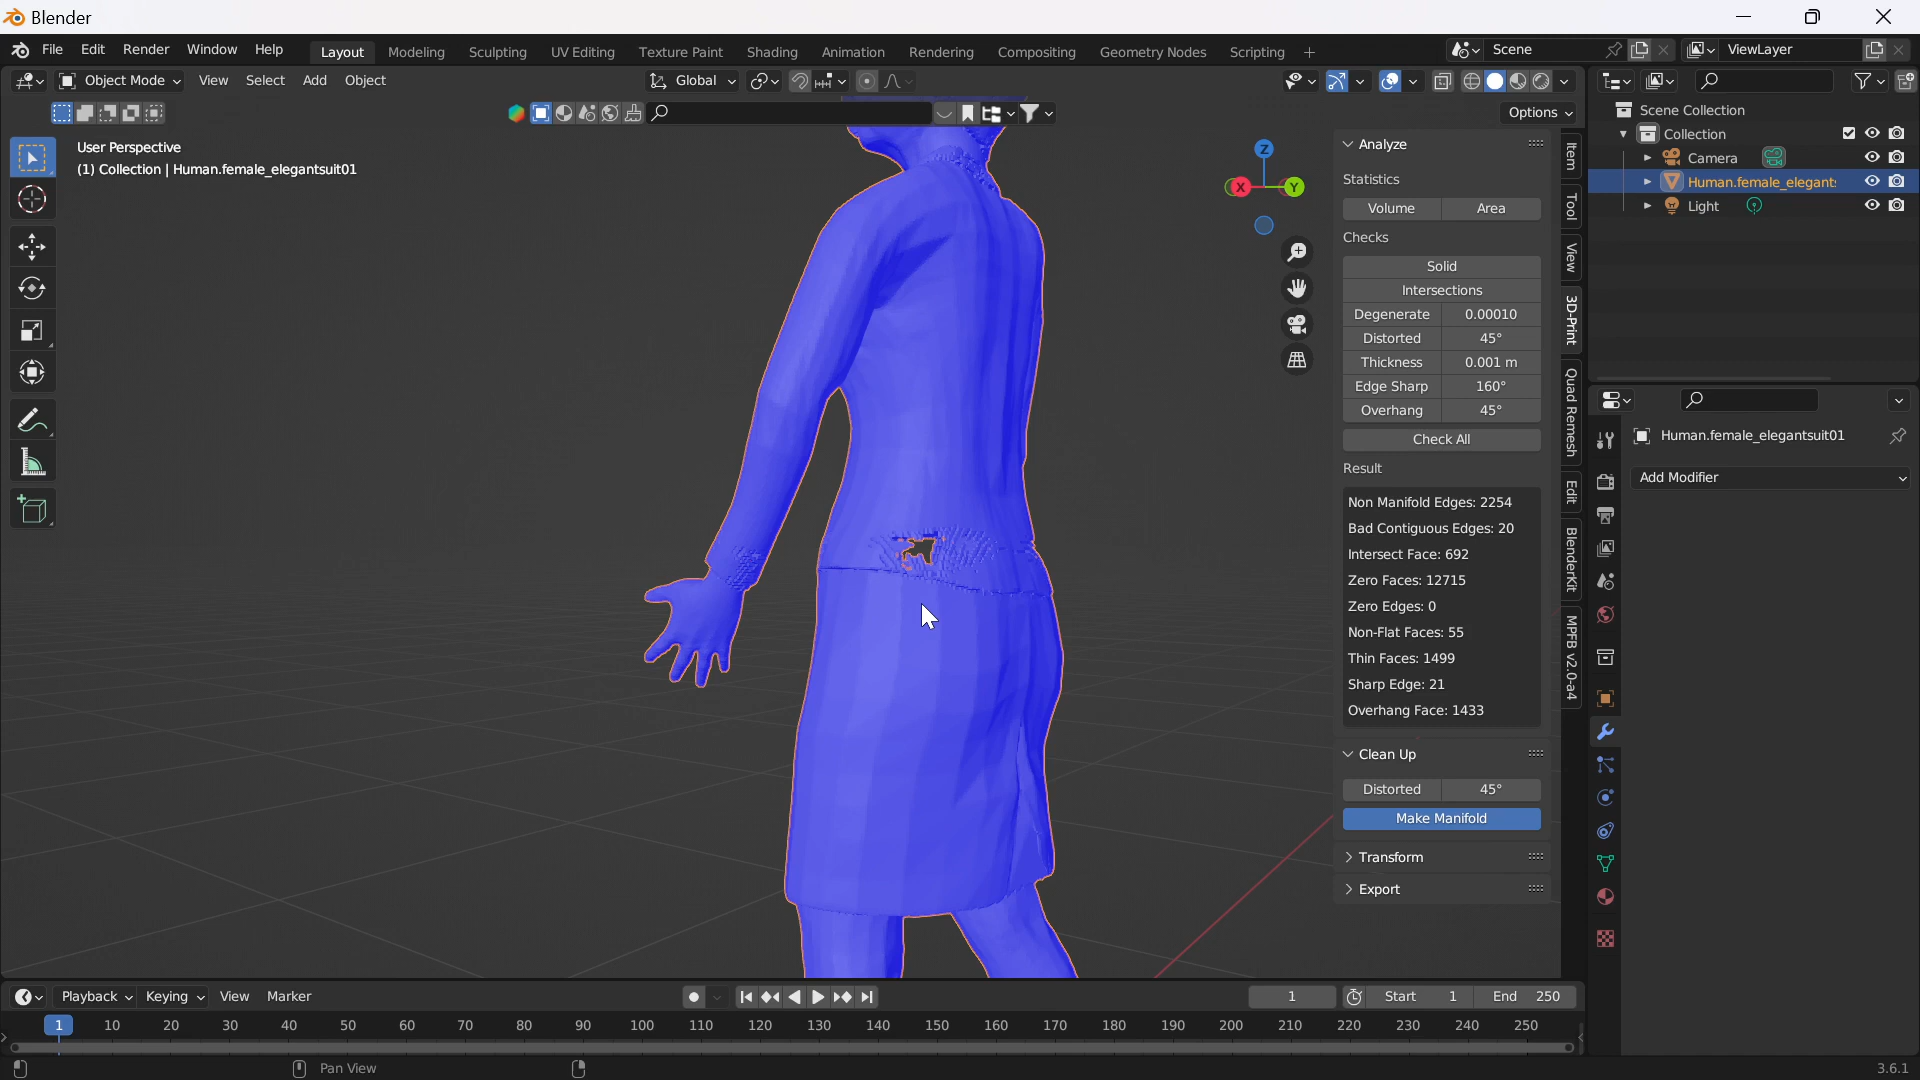 Blender
File Edit Render Window Help Layout Modeling Sculpting UV Editing Texture Paint Shading Animation Rendering Compositing Geometry Nodes Scripting + Scene ViewLayer
Object Mode View Select Add Object Global
Options
User Perspective
(1) Collection | Human.female_elegantsuit01
Z
X
Y
Analyze
Statistics
Volume Area
Checks
Solid
Intersections
Degenerate 0.00010
Distorted 45°
Thickness 0.001 m
Edge Sharp 160°
Overhang 45°
Check All
Result
Non Manifold Edges: 2254
Bad Contiguous Edges: 20
Intersect Face: 692
Zero Faces: 12715
Zero Edges: 0
Non-Flat Faces: 55
Thin Faces: 1499
Sharp Edge: 21
Overhang Face: 1433
Clean Up
Distorted 45°
Make Manifold
Transform
Export
Item
Tool
View
3D-Print
Quad Remesh
Edit
BlenderKit
MPFB v2.0-a4
Scene Collection
Collection
Camera
Human.female_elegant:
Light
Human.female_elegantsuit01
Add Modifier
Playback Keying View Marker 1 Start 1 End 250
1 10 20 30 40 50 60 70 80 90 100 110 120 130 140 150 160 170 180 190 200 210 220 230 240 250
Pan View 3.6.1